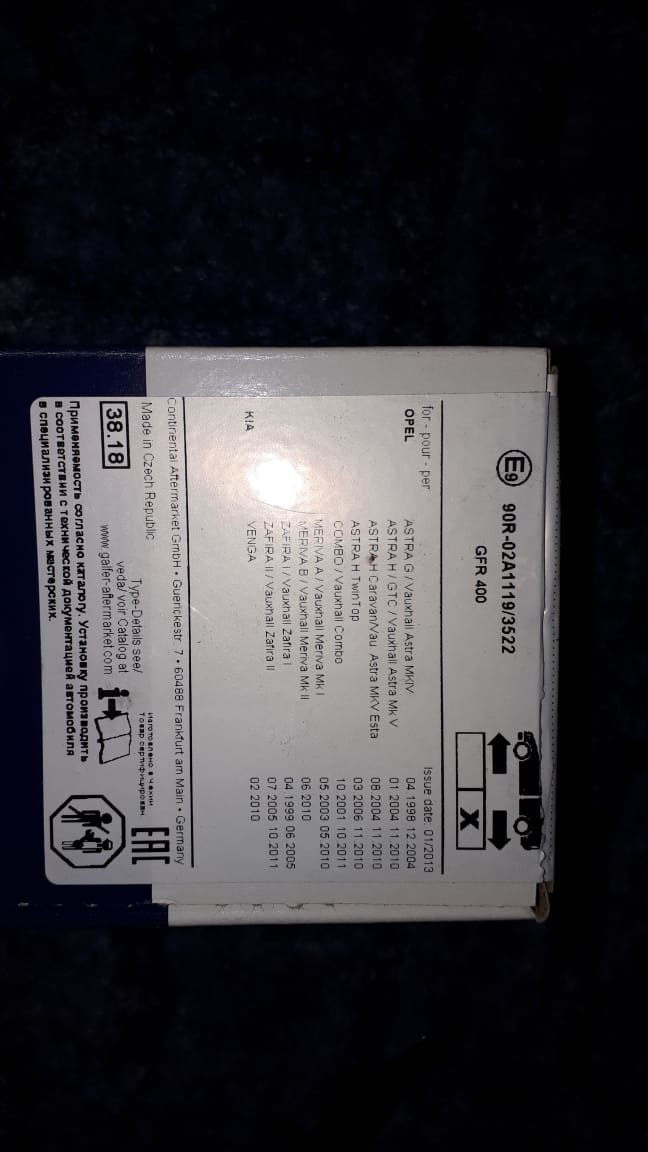 E9 90R-02A1119/3522
GFR 400
X
for - pour - per Issue date: 01/2013
OPEL ASTRA G / Vauxhall Astra MkIV 04.1998 12.2004
ASTRA H / GTC / Vauxhall Astra Mk V 01.2004 11.2010
ASTRA H Caravan/Vau. Astra MKV Esta 08.2004 11.2010
ASTRA H TwinTop 03.2006 11.2010
COMBO / Vauxhall Combo 10.2001 10.2011
MERIVA A / Vauxhall Meriva Mk I 05.2003 05.2010
MERIVA B / Vauxhall Meriva Mk II 06.2010
ZAFIRA I / Vauxhall Zafira I 04.1999 06.2005
ZAFIRA II / Vauxhall Zafira II 07.2005 10.2011
KIA VENGA 02.2010
Continental Aftermarket GmbH • Guerickestr. 7 • 60488 Frankfurt am Main • Germany
Made in Czech Republic
38.18
Type-Details see/
veda/ voir Catalog at
www.galfer-aftermarket.com
i
Изготовлено в Чехии
Товар сертифицирован
EAC
Применяемость согласно каталогу. Установку производить
в соответствии с технической документацией автомобиля
в специализированных мастерских.